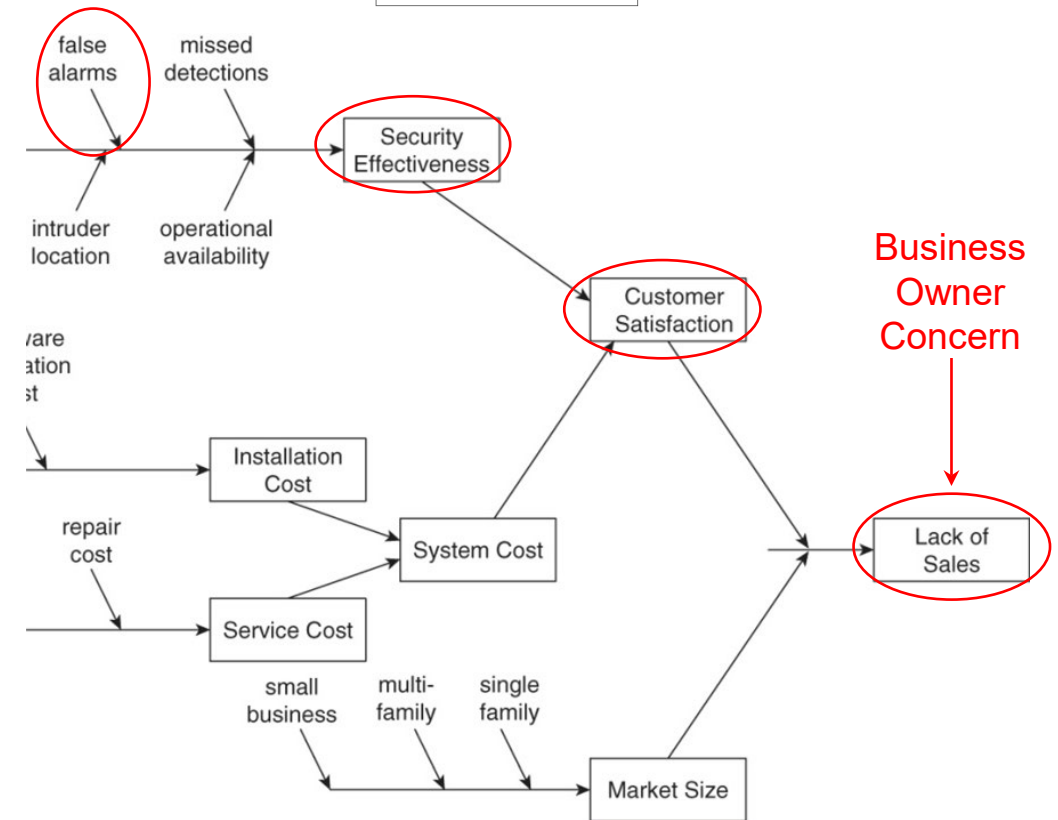 false
alarms
missed
detections
Security
Effectiveness
intruder
location
operational
availability
Business
Owner
Concern
Customer
Satisfaction
Installation
Cost
repair
cost
System Cost
Lack of
Sales
Service Cost
small
business
multi-
family
single
family
Market Size